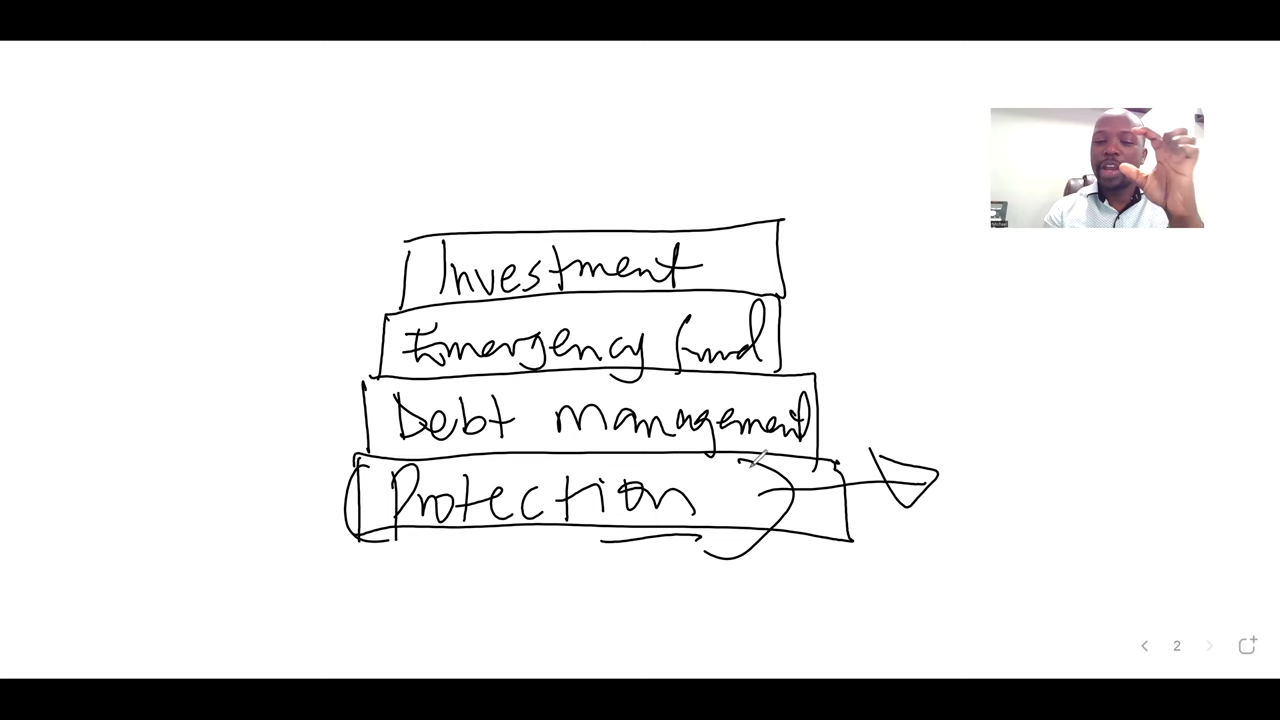 Investment
Emergency fund
Debt management
Protection
2